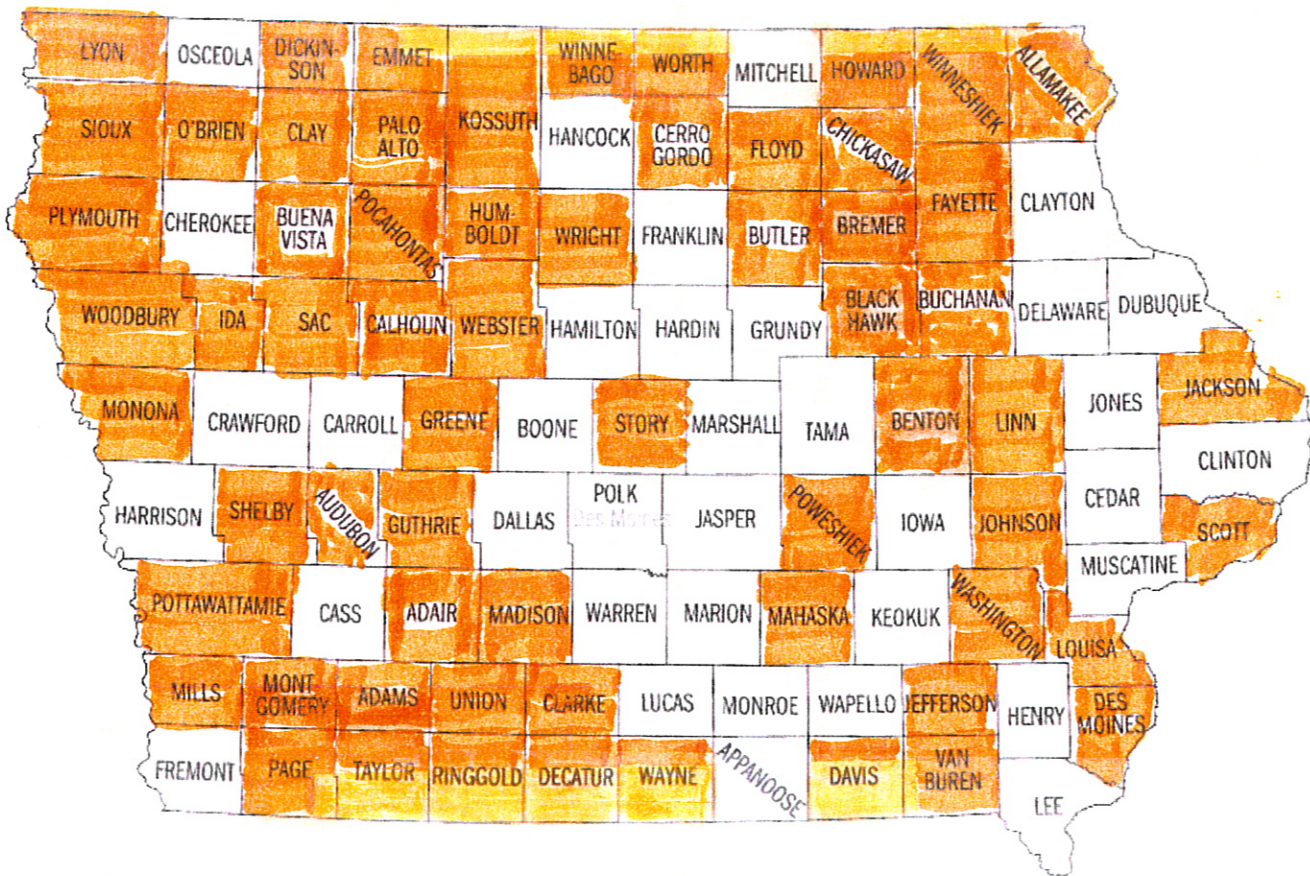 LYON
OSCEOLA
DICKIN-
SON
EMMET
WINNE-
BAGO
WORTH
MITCHELL
HOWARD
WINNESHIEK
ALLAMAKEE
SIOUX
O'BRIEN
CLAY
PALO
ALTO
KOSSUTH
HANCOCK
CERRO
GORDO
FLOYD
CHICKASAW
PLYMOUTH
CHEROKEE
BUENA
VISTA
POCAHONTAS
HUM-
BOLDT
WRIGHT
FRANKLIN
BUTLER
BREMER
FAYETTE
CLAYTON
WOODBURY
IDA
SAC
CALHOUN
WEBSTER
HAMILTON
HARDIN
GRUNDY
BLACK
HAWK
BUCHANAN
DELAWARE
DUBUQUE
MONONA
CRAWFORD
CARROLL
GREENE
BOONE
STORY
MARSHALL
TAMA
BENTON
LINN
JONES
JACKSON
CLINTON
HARRISON
SHELBY
AUDUBON
GUTHRIE
DALLAS
POLK
Des Moines
JASPER
POWESHIEK
IOWA
JOHNSON
CEDAR
SCOTT
MUSCATINE
POTTAWATTAMIE
CASS
ADAIR
MADISON
WARREN
MARION
MAHASKA
KEOKUK
WASHINGTON
LOUISA
MILLS
MONT
GOMERY
ADAMS
UNION
CLARKE
LUCAS
MONROE
WAPELLO
JEFFERSON
HENRY
DES
MOINES
FREMONT
PAGE
TAYLOR
RINGGOLD
DECATUR
WAYNE
APPANOOSE
DAVIS
VAN
BUREN
LEE